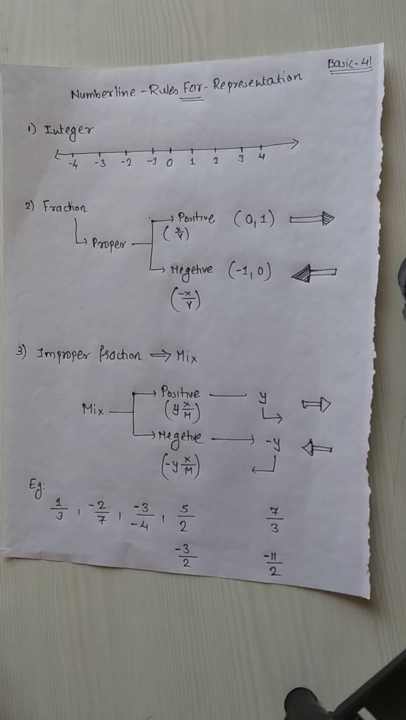 Basic-41
Numberline - Rules For - Representation
1) Integer
-4 -3 -2 -1 0 1 2 3 4
2) Fraction
Proper
Positive (0,1)
(x/y)
Negetive (-1,0)
(-x/y)
3) Improper fraction ⇒ Mix
Mix
Positive y
(y x/M)
Negetive -y
(-y x/M)
Eg:
1/3, -2/7, -3/-4, 5/2 7/3
-3/2 -11/2